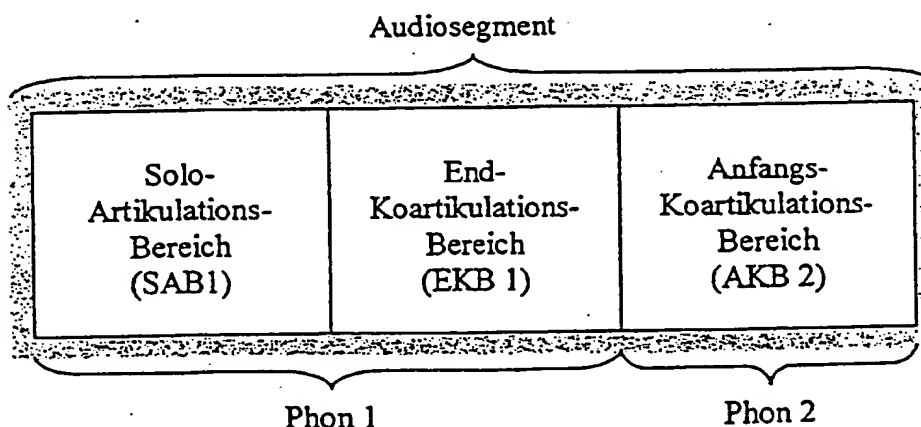 Audiosegment
Solo-
Artikulations-
Bereich
(SAB1)
End-
Koartikulations-
Bereich
(EKB 1)
Anfangs-
Koartikulations-
Bereich
(AKB 2)
Phon 1
Phon 2